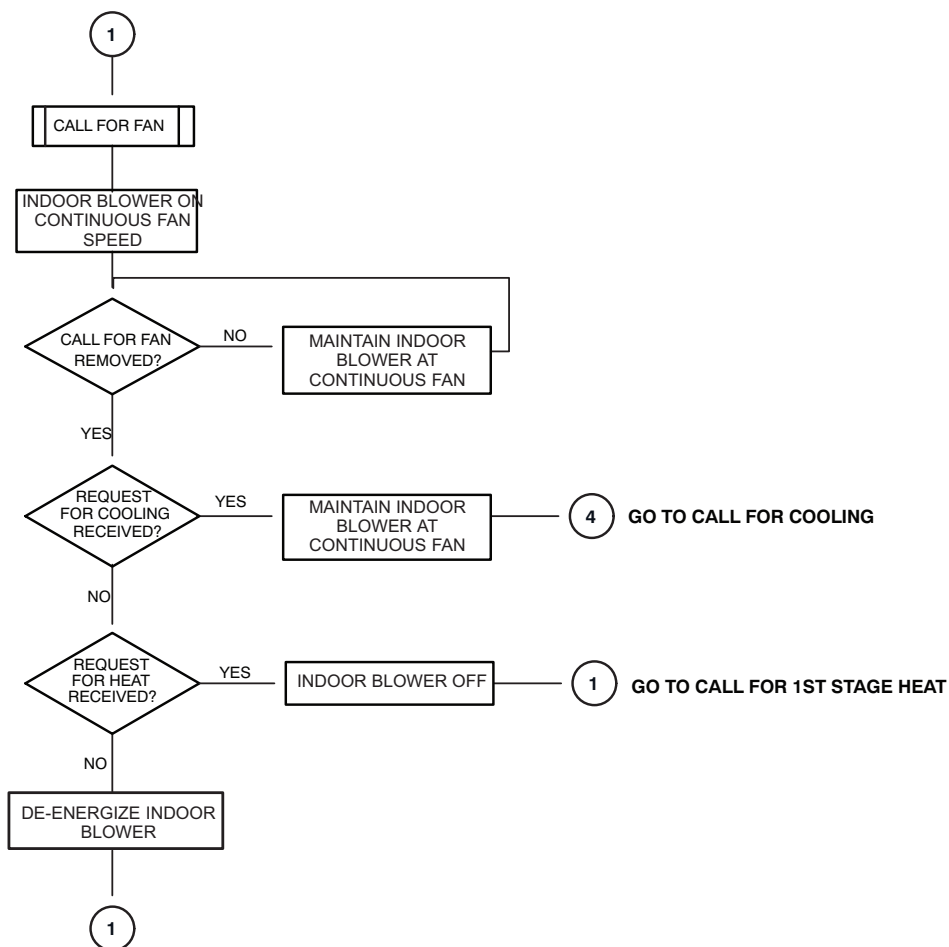 1
CALL FOR FAN
INDOOR BLOWER ON
CONTINUOUS FAN
SPEED
CALL FOR FAN
REMOVED?
NO
MAINTAIN INDOOR
BLOWER AT
CONTINUOUS FAN
YES
REQUEST
FOR COOLING
RECEIVED?
YES
MAINTAIN INDOOR
BLOWER AT
CONTINUOUS FAN
4
GO TO CALL FOR COOLING
NO
REQUEST
FOR HEAT
RECEIVED?
YES
INDOOR BLOWER OFF
1
GO TO CALL FOR 1ST STAGE HEAT
NO
DE-ENERGIZE INDOOR
BLOWER
1